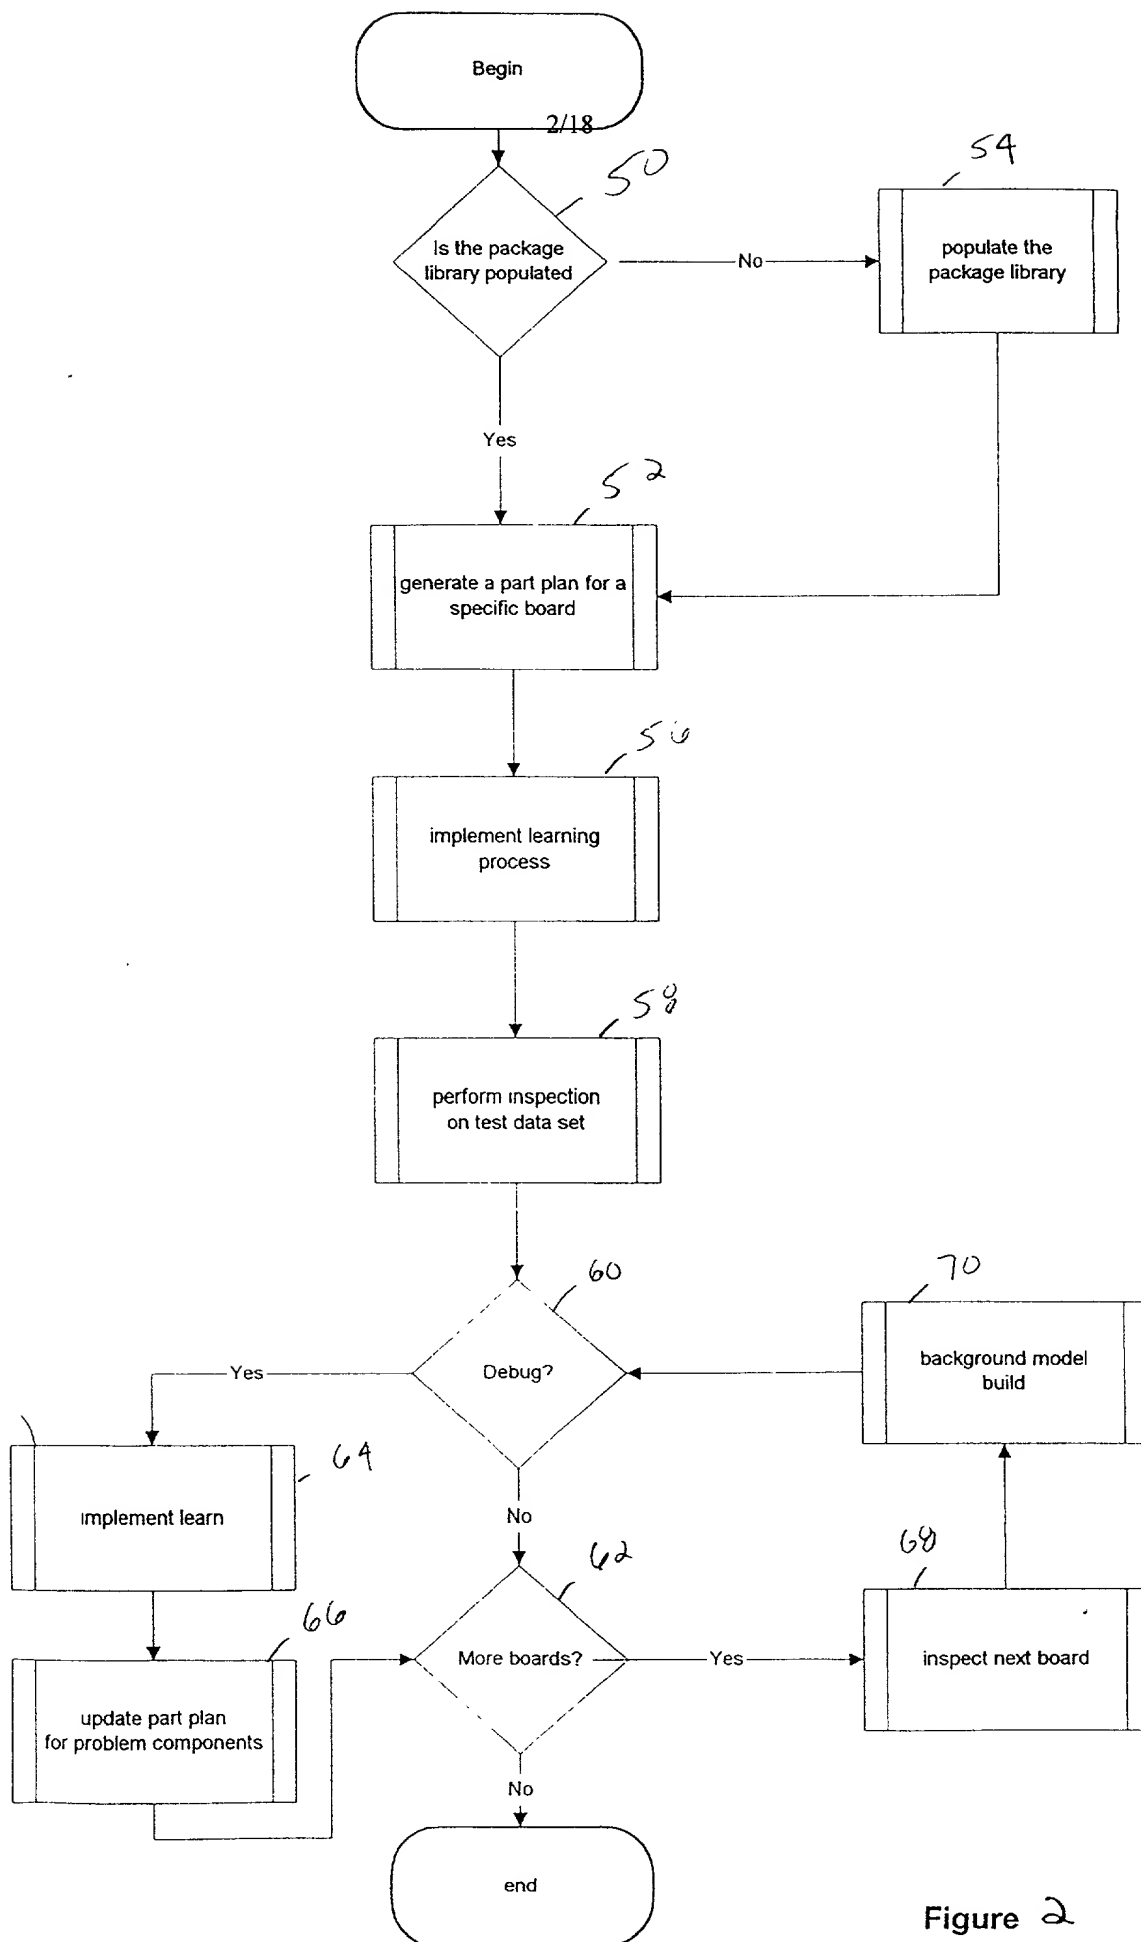 Begin
2/18
50
54
Is the package
library populated
No
populate the
package library
Yes
52
generate a part plan for a
specific board
56
implement learning
process
58
perform inspection
on test data set
60
70
Yes
Debug?
background model
build
64
implement learn
No
62
68
66
More boards?
Yes
inspect next board
update part plan
for problem components
No
end
Figure 2